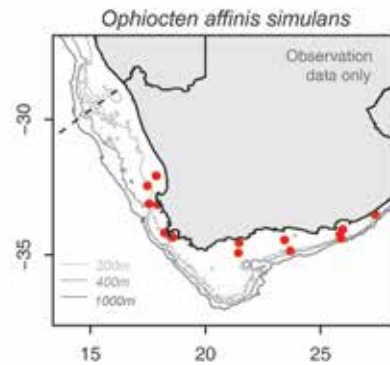 Ophiocten affinis simulans
Observation
data only
−30
−35
200m
400m
1000m
15
20
25